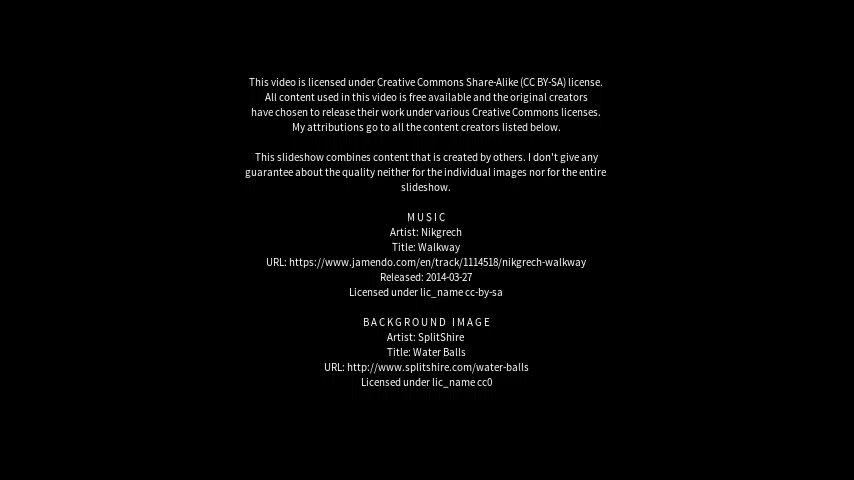 This video is licensed under Creative Commons Share-Alike (CC BY-SA) license.
All content used in this video is free available and the original creators
have chosen to release their work under various Creative Commons licenses.
My attributions go to all the content creators listed below.
This slideshow combines content that is created by others. I don't give any
guarantee about the quality neither for the individual images nor for the entire
slideshow.
MUSIC
Artist: Nikgrech
Title: Walkway
URL: https://www.jamendo.com/en/track/1114518/nikgrech-walkway
Released: 2014-03-27
Licensed under lic_name cc-by-sa
BACKGROUND IMAGE
Artist: SplitShire
Title: Water Balls
URL: http://www.splitshire.com/water-balls
Licensed under lic_name cc0